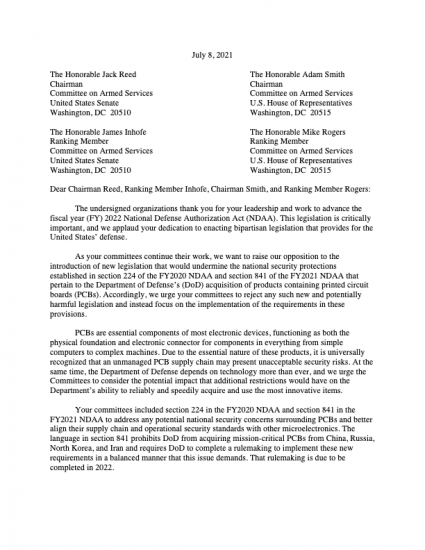 July 8, 2021
The Honorable Jack Reed
Chairman
Committee on Armed Services
United States Senate
Washington, DC 20510
The Honorable Adam Smith
Chairman
Committee on Armed Services
U.S. House of Representatives
Washington, DC 20515
The Honorable James Inhofe
Ranking Member
Committee on Armed Services
United States Senate
Washington, DC 20510
The Honorable Mike Rogers
Ranking Member
Committee on Armed Services
U.S. House of Representatives
Washington, DC 20515
Dear Chairman Reed, Ranking Member Inhofe, Chairman Smith, and Ranking Member Rogers:
The undersigned organizations thank you for your leadership and work to advance the
fiscal year (FY) 2022 National Defense Authorization Act (NDAA). This legislation is critically
important, and we applaud your dedication to enacting bipartisan legislation that provides for the
United States' defense.
As your committees continue their work, we want to raise our opposition to the
introduction of new legislation that would undermine the national security protections
established in section 224 of the FY2020 NDAA and section 841 of the FY2021 NDAA that
pertain to the Department of Defense's (DoD) acquisition of products containing printed circuit
boards (PCBs). Accordingly, we urge your committees to reject any such new and potentially
harmful legislation and instead focus on the implementation of the requirements in these
provisions.
PCBs are essential components of most electronic devices, functioning as both the
physical foundation and electronic connector for components in everything from simple
computers to complex machines. Due to the essential nature of these products, it is universally
recognized that an unmanaged PCB supply chain may present unacceptable security risks. At the
same time, the Department of Defense depends on technology more than ever, and we urge the
Committees to consider the potential impact that additional restrictions would have on the
Department's ability to reliably and speedily acquire and use the most innovative items.
Your committees included section 224 in the FY2020 NDAA and section 841 in the
FY2021 NDAA to address any potential national security concerns surrounding PCBs and better
align their supply chain and operational security standards with other microelectronics. The
language in section 841 prohibits DoD from acquiring mission-critical PCBs from China, Russia,
North Korea, and Iran and requires DoD to complete a rulemaking to implement these new
requirements in a balanced manner that this issue demands. That rulemaking is due to be
completed in 2022.